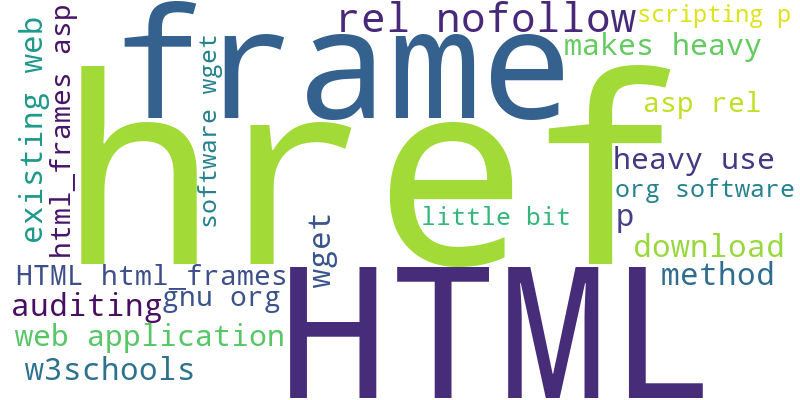 rel nofollow
scripting p
frame
makes heavy
existing web
html_frames asp
software wget
href
asp rel
heavy use
org software
little bit
p
wget
download
HTML html_frames
method
HTML
auditing
gnu org
web application
w3schools